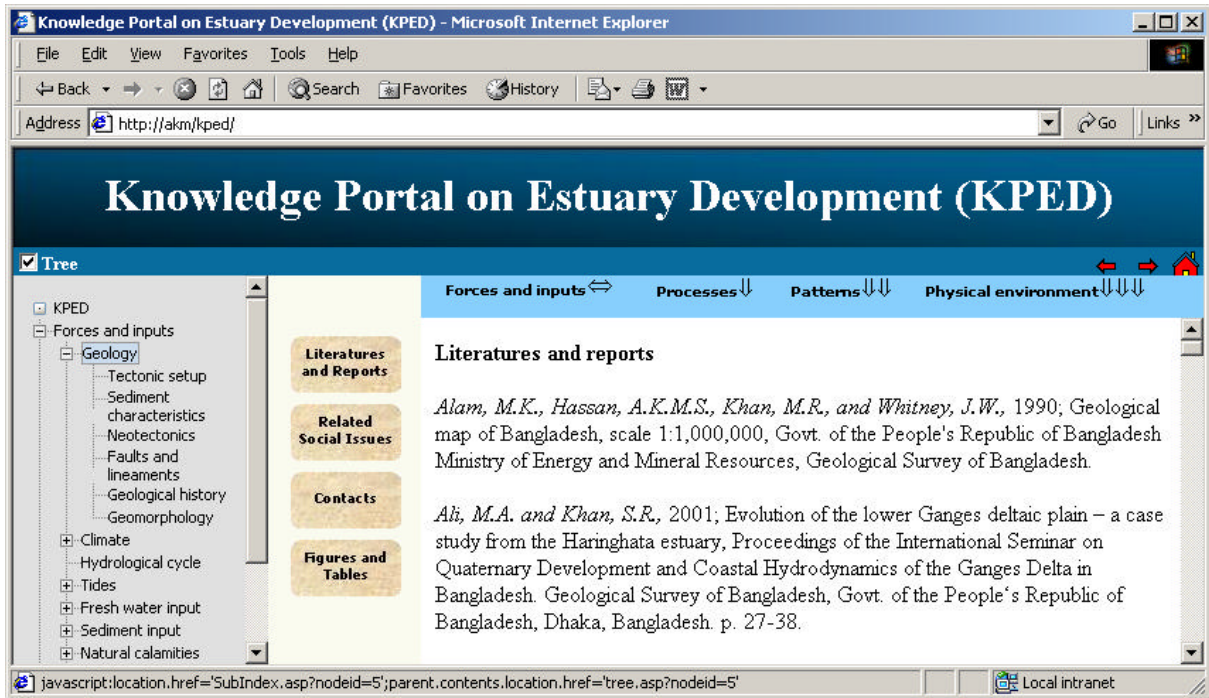 Knowledge Portal on Estuary Development (KPED) - Microsoft Internet Explorer
File Edit View Favorites Tools Help
Back Search Favorites History
Address http://akm/kped/ Go Links »
Knowledge Portal on Estuary Development (KPED)
Tree
KPED
Forces and inputs
Geology
Tectonic setup
Sediment
characteristics
Neotectonics
Faults and
lineaments
Geological history
Geomorphology
Climate
Hydrological cycle
Tides
Fresh water input
Sediment input
Natural calamities
Literatures
and Reports
Related
Social Issues
Contacts
Figures and
Tables
Forces and inputs⇔ Processes⇓ Patterns⇓⇓ Physical environment⇓⇓⇓
Literatures and reports
Alam, M.K., Hassan, A.K.M.S., Khan, M.R., and Whitney, J.W., 1990; Geological
map of Bangladesh, scale 1:1,000,000, Govt. of the People's Republic of Bangladesh
Ministry of Energy and Mineral Resources, Geological Survey of Bangladesh.
Ali, M.A. and Khan, S.R., 2001; Evolution of the lower Ganges deltaic plain – a case
study from the Haringhata estuary, Proceedings of the International Seminar on
Quaternary Development and Coastal Hydrodynamics of the Ganges Delta in
Bangladesh. Geological Survey of Bangladesh, Govt. of the People‘s Republic of
Bangladesh, Dhaka, Bangladesh. p. 27-38.
javascript:location.href='SubIndex.asp?nodeid=5';parent.contents.location.href='tree.asp?nodeid=5' Local intranet